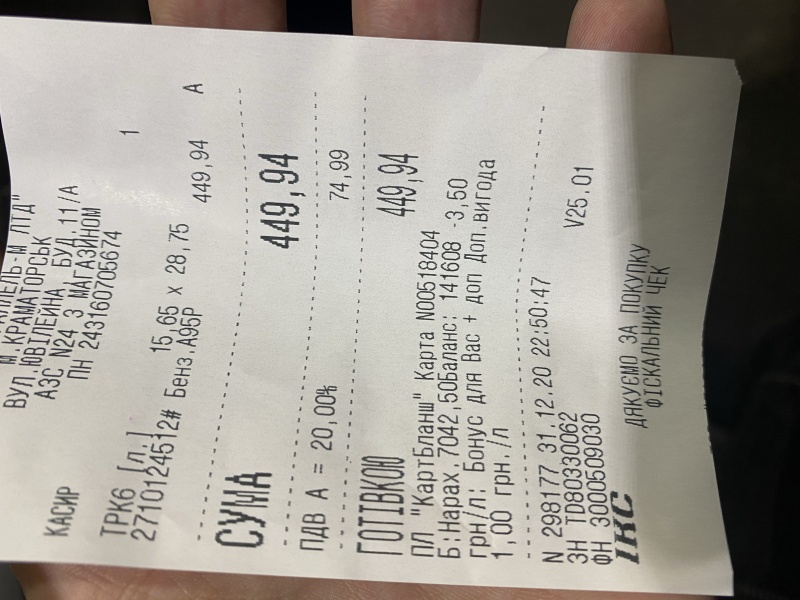 ЛЬ-М ЛТД"
М.КРАМАТОРСЬК
ВУЛ.ЮВІЛЕЙНА, БУД.11/А
АЗС N24 З МАГАЗИНОМ
ПН 243160705674
КАСИР 1
ТРК6 [л.] 15,65 X 28,75
2710124512# Бенз.А95Р 449,94 А
СУМА 449,94
ПДВ А = 20,00% 74,99
ГОТІВКОЮ 449,94
ПЛ "КартБланш" Карта N00518404
Б:Нарах.7042,50Баланс: 141608 -3,50
грн/л: Бонус для Вас + доп Доп.вигода
1,00 грн./л
N 298177 31.12.20 22:50:47
ЗН ТD80330062 V25.01
ФН 3000509030
ДЯКУЄМО ЗА ПОКУПКУ
ФІСКАЛЬНИЙ ЧЕК